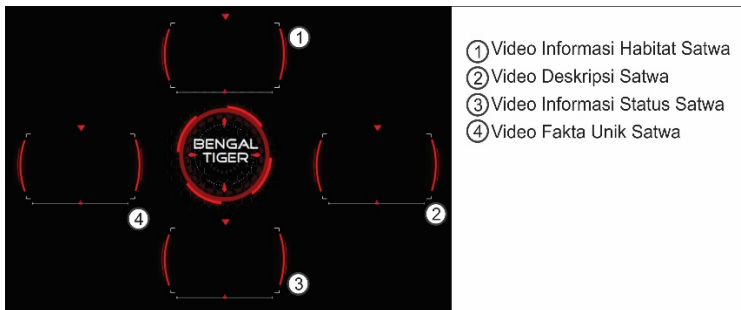 1
BENGAL
TIGER
4
2
3
1 Video Informasi Habitat Satwa
2 Video Deskripsi Satwa
3 Video Informasi Status Satwa
4 Video Fakta Unik Satwa